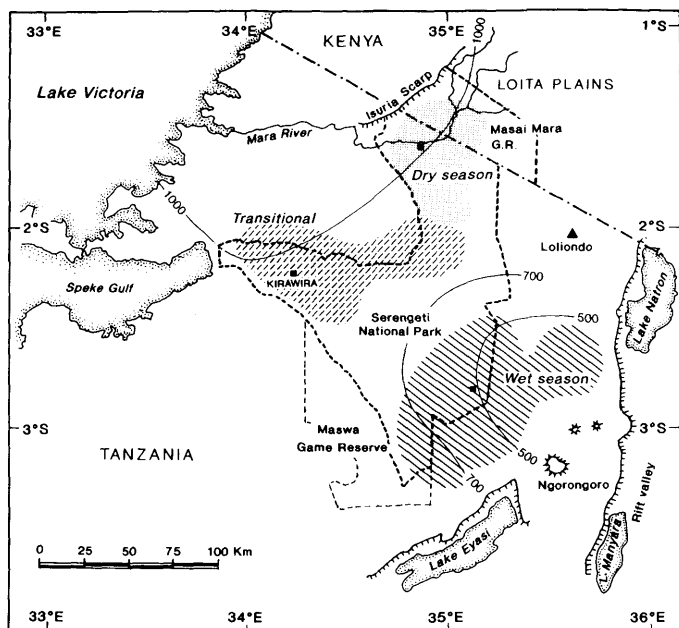 33°E
34°E
35°E
36°E
1°S
KENYA
1000
LOITA PLAINS
Lake Victoria
Isuria Scarp
Mara River
Masai Mara
G.R.
Dry season
1000
Transitional
2°S
2°S
Loliondo
KIRAWIRA
Speke Gulf
700
Lake Natron
Serengeti
National Park
500
Wet season
3°S
3°S
Maswa
Game Reserve
TANZANIA
500
700
Ngorongoro
Rift valley
Lake Eyasi
L. Manyara
0 25 50 75 100 Km
33°E
34°E
35°E
36°E